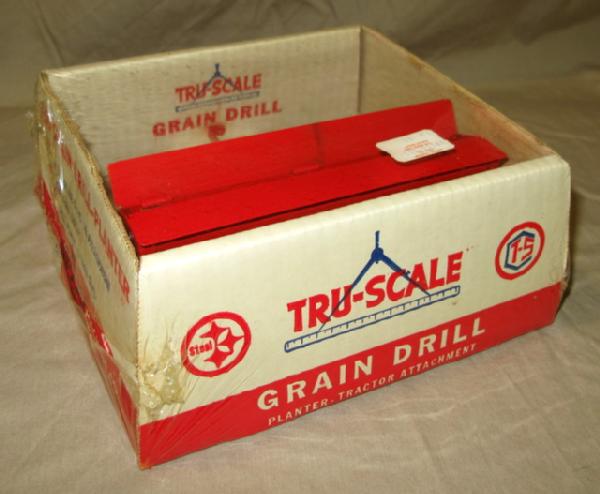 TRU-SCALE
GRAIN DRILL
TRU-SCALE
T-S
Steel
GRAIN DRILL
PLANTER-TRACTOR ATTACHMENT